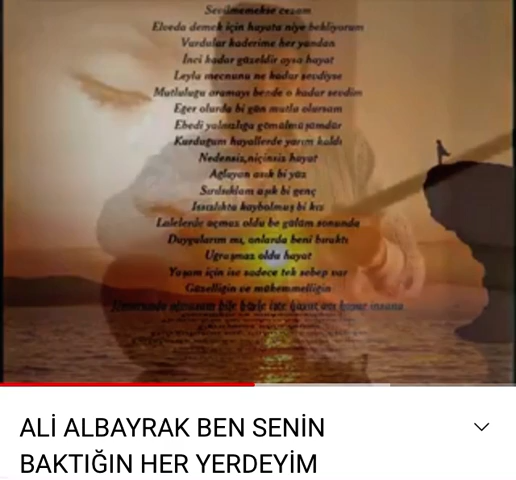 Sevilmemekse cezam
Elveda demek için hayata niye bekliyorum
Vurdular kaderime her yandan
İnci kadar güzeldir oysa hayat
Leyla mecnunu ne kadar sevdiyse
Mutluluğu aramayı bende o kadar sevdim
Eger olurda bi gün mutlu olursam
Ebedi yalnızlığa gömülmüşümdür
Kurduğum hayallerde yarım kaldı
Nedensiz,niçinsiz hayat
Ağlayan aşık bi yüz
Sırılsıklam aşık bi genç
Issızlıkta kaybolmuş bi kız
Lalelerde açmaz oldu be gülüm sonunda
Duygularım mı, onlarda beni bıraktı
Uğraşmaz oldu hayat
Yaşam için ise sadece tek sebep var
Güzelliğin ve mükemmelliğin
ALİ ALBAYRAK BEN SENİN
BAKTIĞIN HER YERDEYİM